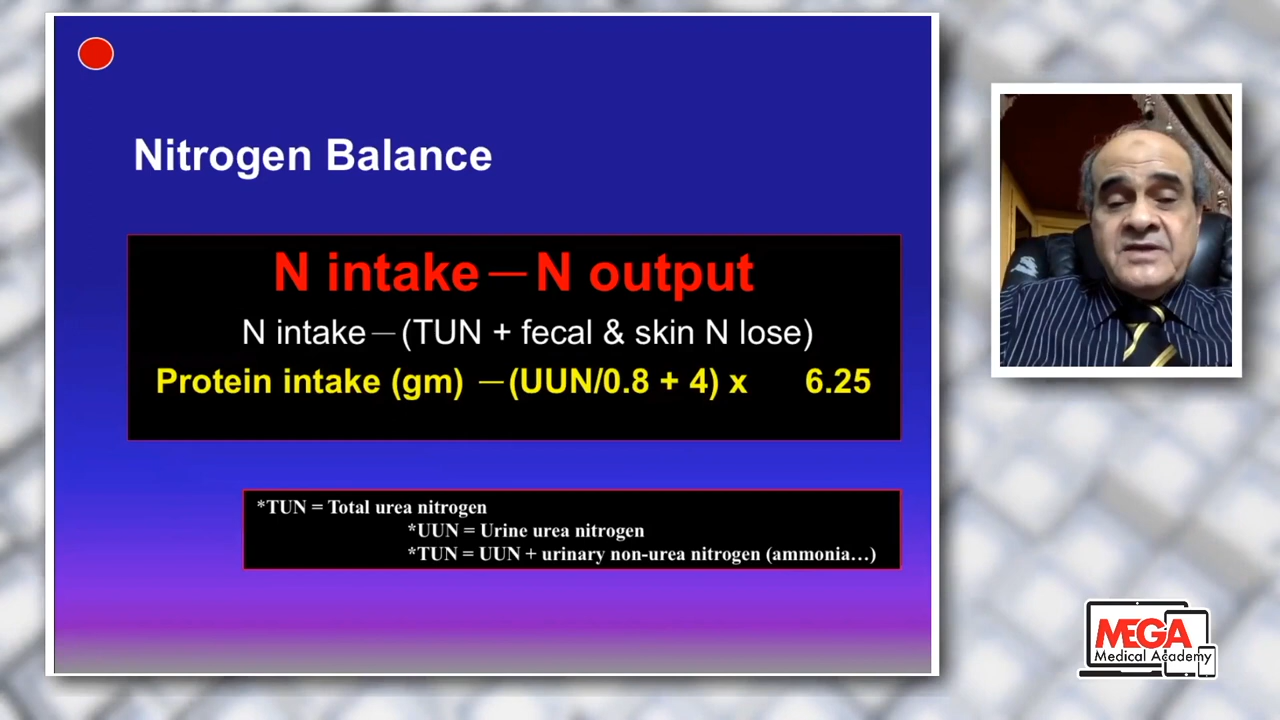 Nitrogen Balance
N intake – N output
N intake – (TUN + fecal & skin N lose)
Protein intake (gm) – (UUN/0.8 + 4) x 6.25
*TUN = Total urea nitrogen
*UUN = Urine urea nitrogen
*TUN = UUN + urinary non-urea nitrogen (ammonia…)
MEGA
Medical Academy